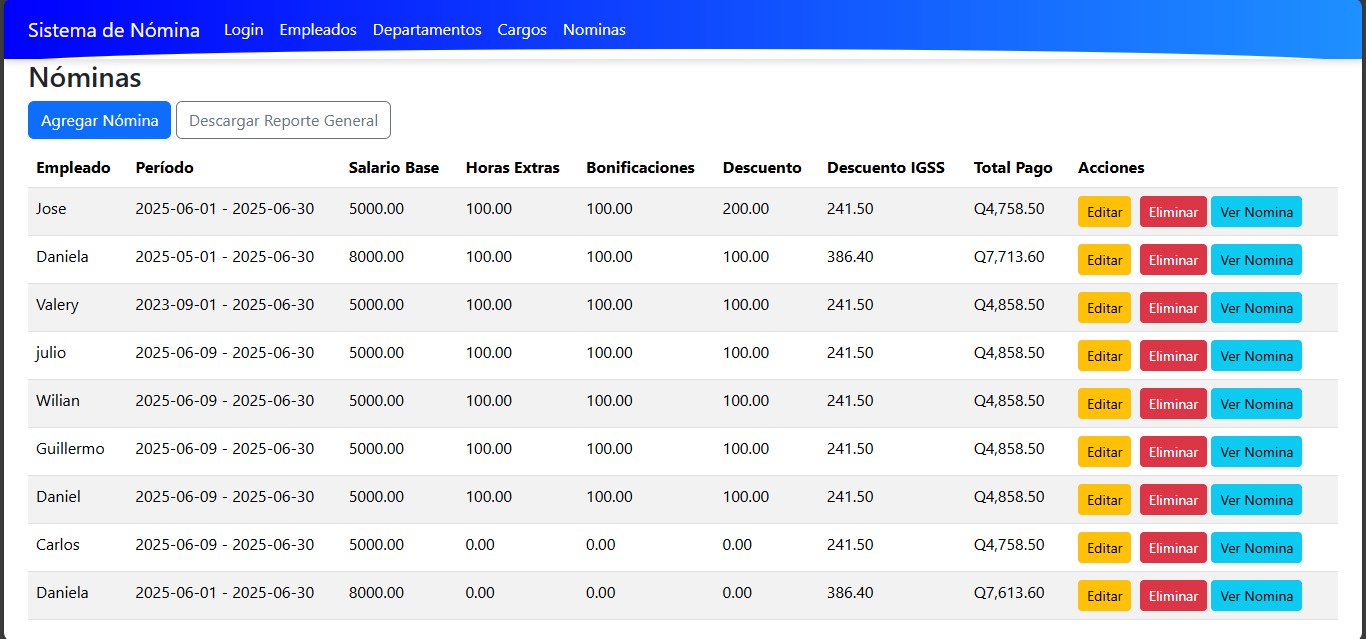 Sistema de Nómina Login Empleados Departamentos Cargos Nominas
Nóminas
Agregar Nómina Descargar Reporte General
Empleado Período Salario Base Horas Extras Bonificaciones Descuento Descuento IGSS Total Pago Acciones
Jose 2025-06-01 - 2025-06-30 5000.00 100.00 100.00 200.00 241.50 Q4,758.50 Editar Eliminar Ver Nomina
Daniela 2025-05-01 - 2025-06-30 8000.00 100.00 100.00 100.00 386.40 Q7,713.60 Editar Eliminar Ver Nomina
Valery 2023-09-01 - 2025-06-30 5000.00 100.00 100.00 100.00 241.50 Q4,858.50 Editar Eliminar Ver Nomina
julio 2025-06-09 - 2025-06-30 5000.00 100.00 100.00 100.00 241.50 Q4,858.50 Editar Eliminar Ver Nomina
Wilian 2025-06-09 - 2025-06-30 5000.00 100.00 100.00 100.00 241.50 Q4,858.50 Editar Eliminar Ver Nomina
Guillermo 2025-06-09 - 2025-06-30 5000.00 100.00 100.00 100.00 241.50 Q4,858.50 Editar Eliminar Ver Nomina
Daniel 2025-06-09 - 2025-06-30 5000.00 100.00 100.00 100.00 241.50 Q4,858.50 Editar Eliminar Ver Nomina
Carlos 2025-06-09 - 2025-06-30 5000.00 0.00 0.00 0.00 241.50 Q4,758.50 Editar Eliminar Ver Nomina
Daniela 2025-06-01 - 2025-06-30 8000.00 0.00 0.00 0.00 386.40 Q7,613.60 Editar Eliminar Ver Nomina